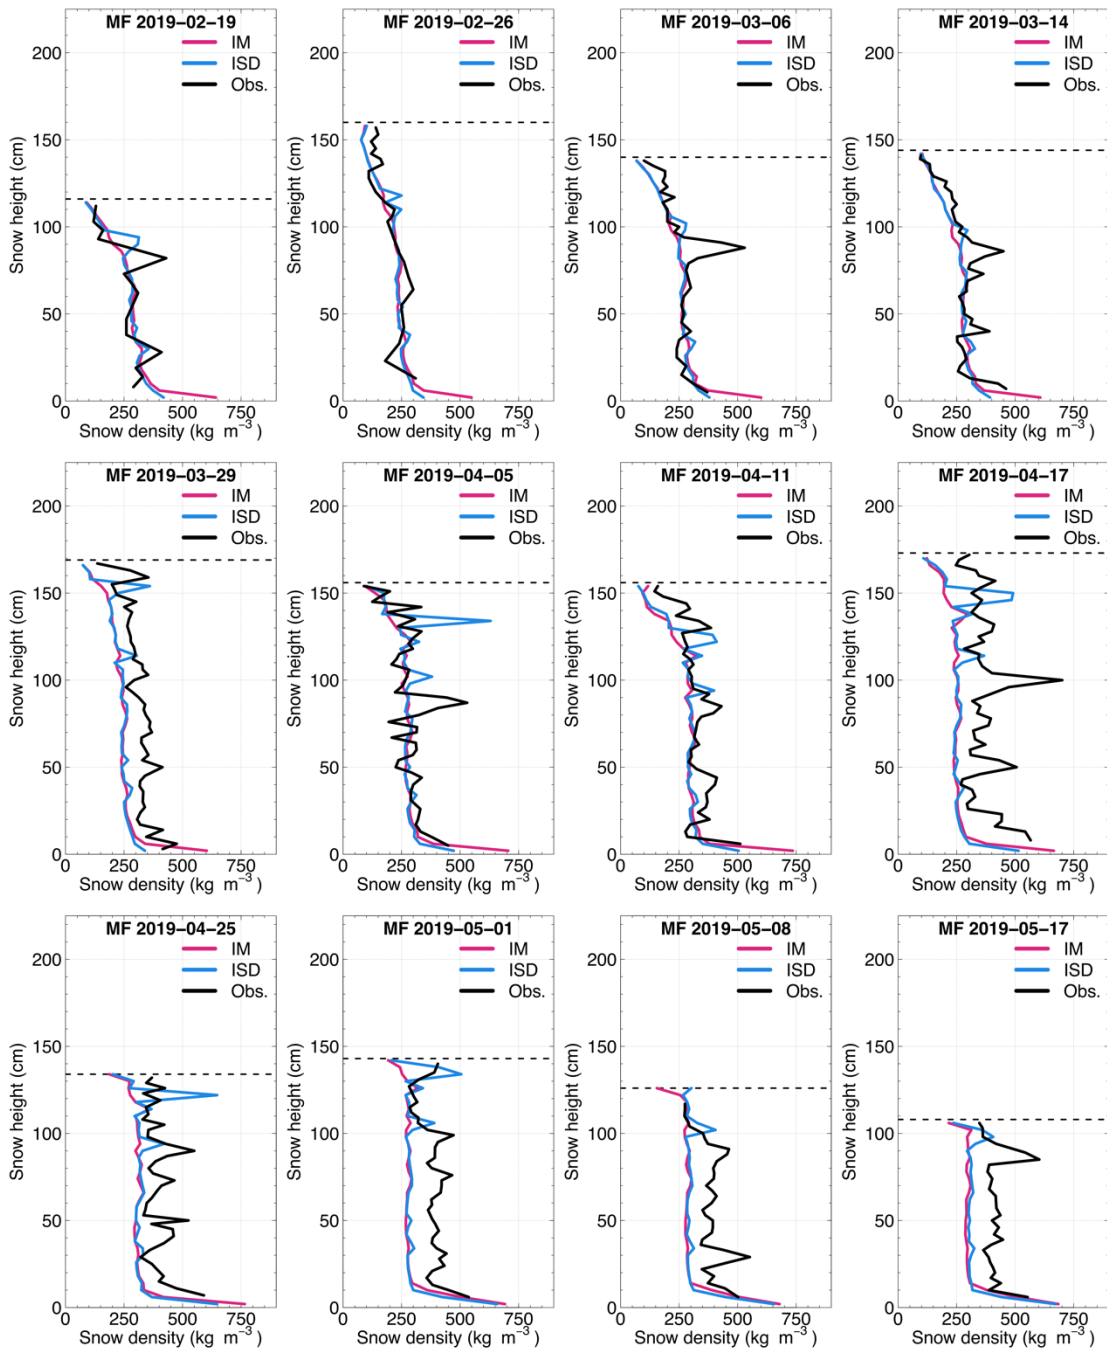 MF 2019−02−19
IM
ISD
Obs.
Snow height (cm)
200
150
100
50
0
0 250 500 750
Snow density (kg m⁻³)
MF 2019−02−26
IM
ISD
Obs.
Snow height (cm)
200
150
100
50
0
0 250 500 750
Snow density (kg m⁻³)
MF 2019−03−06
IM
ISD
Obs.
Snow height (cm)
200
150
100
50
0
0 250 500 750
Snow density (kg m⁻³)
MF 2019−03−14
IM
ISD
Obs.
Snow height (cm)
200
150
100
50
0
0 250 500 750
Snow density (kg m⁻³)
MF 2019−03−29
IM
ISD
Obs.
Snow height (cm)
200
150
100
50
0
0 250 500 750
Snow density (kg m⁻³)
MF 2019−04−05
IM
ISD
Obs.
Snow height (cm)
200
150
100
50
0
0 250 500 750
Snow density (kg m⁻³)
MF 2019−04−11
IM
ISD
Obs.
Snow height (cm)
200
150
100
50
0
0 250 500 750
Snow density (kg m⁻³)
MF 2019−04−17
IM
ISD
Obs.
Snow height (cm)
200
150
100
50
0
0 250 500 750
Snow density (kg m⁻³)
MF 2019−04−25
IM
ISD
Obs.
Snow height (cm)
200
150
100
50
0
0 250 500 750
Snow density (kg m⁻³)
MF 2019−05−01
IM
ISD
Obs.
Snow height (cm)
200
150
100
50
0
0 250 500 750
Snow density (kg m⁻³)
MF 2019−05−08
IM
ISD
Obs.
Snow height (cm)
200
150
100
50
0
0 250 500 750
Snow density (kg m⁻³)
MF 2019−05−17
IM
ISD
Obs.
Snow height (cm)
200
150
100
50
0
0 250 500 750
Snow density (kg m⁻³)